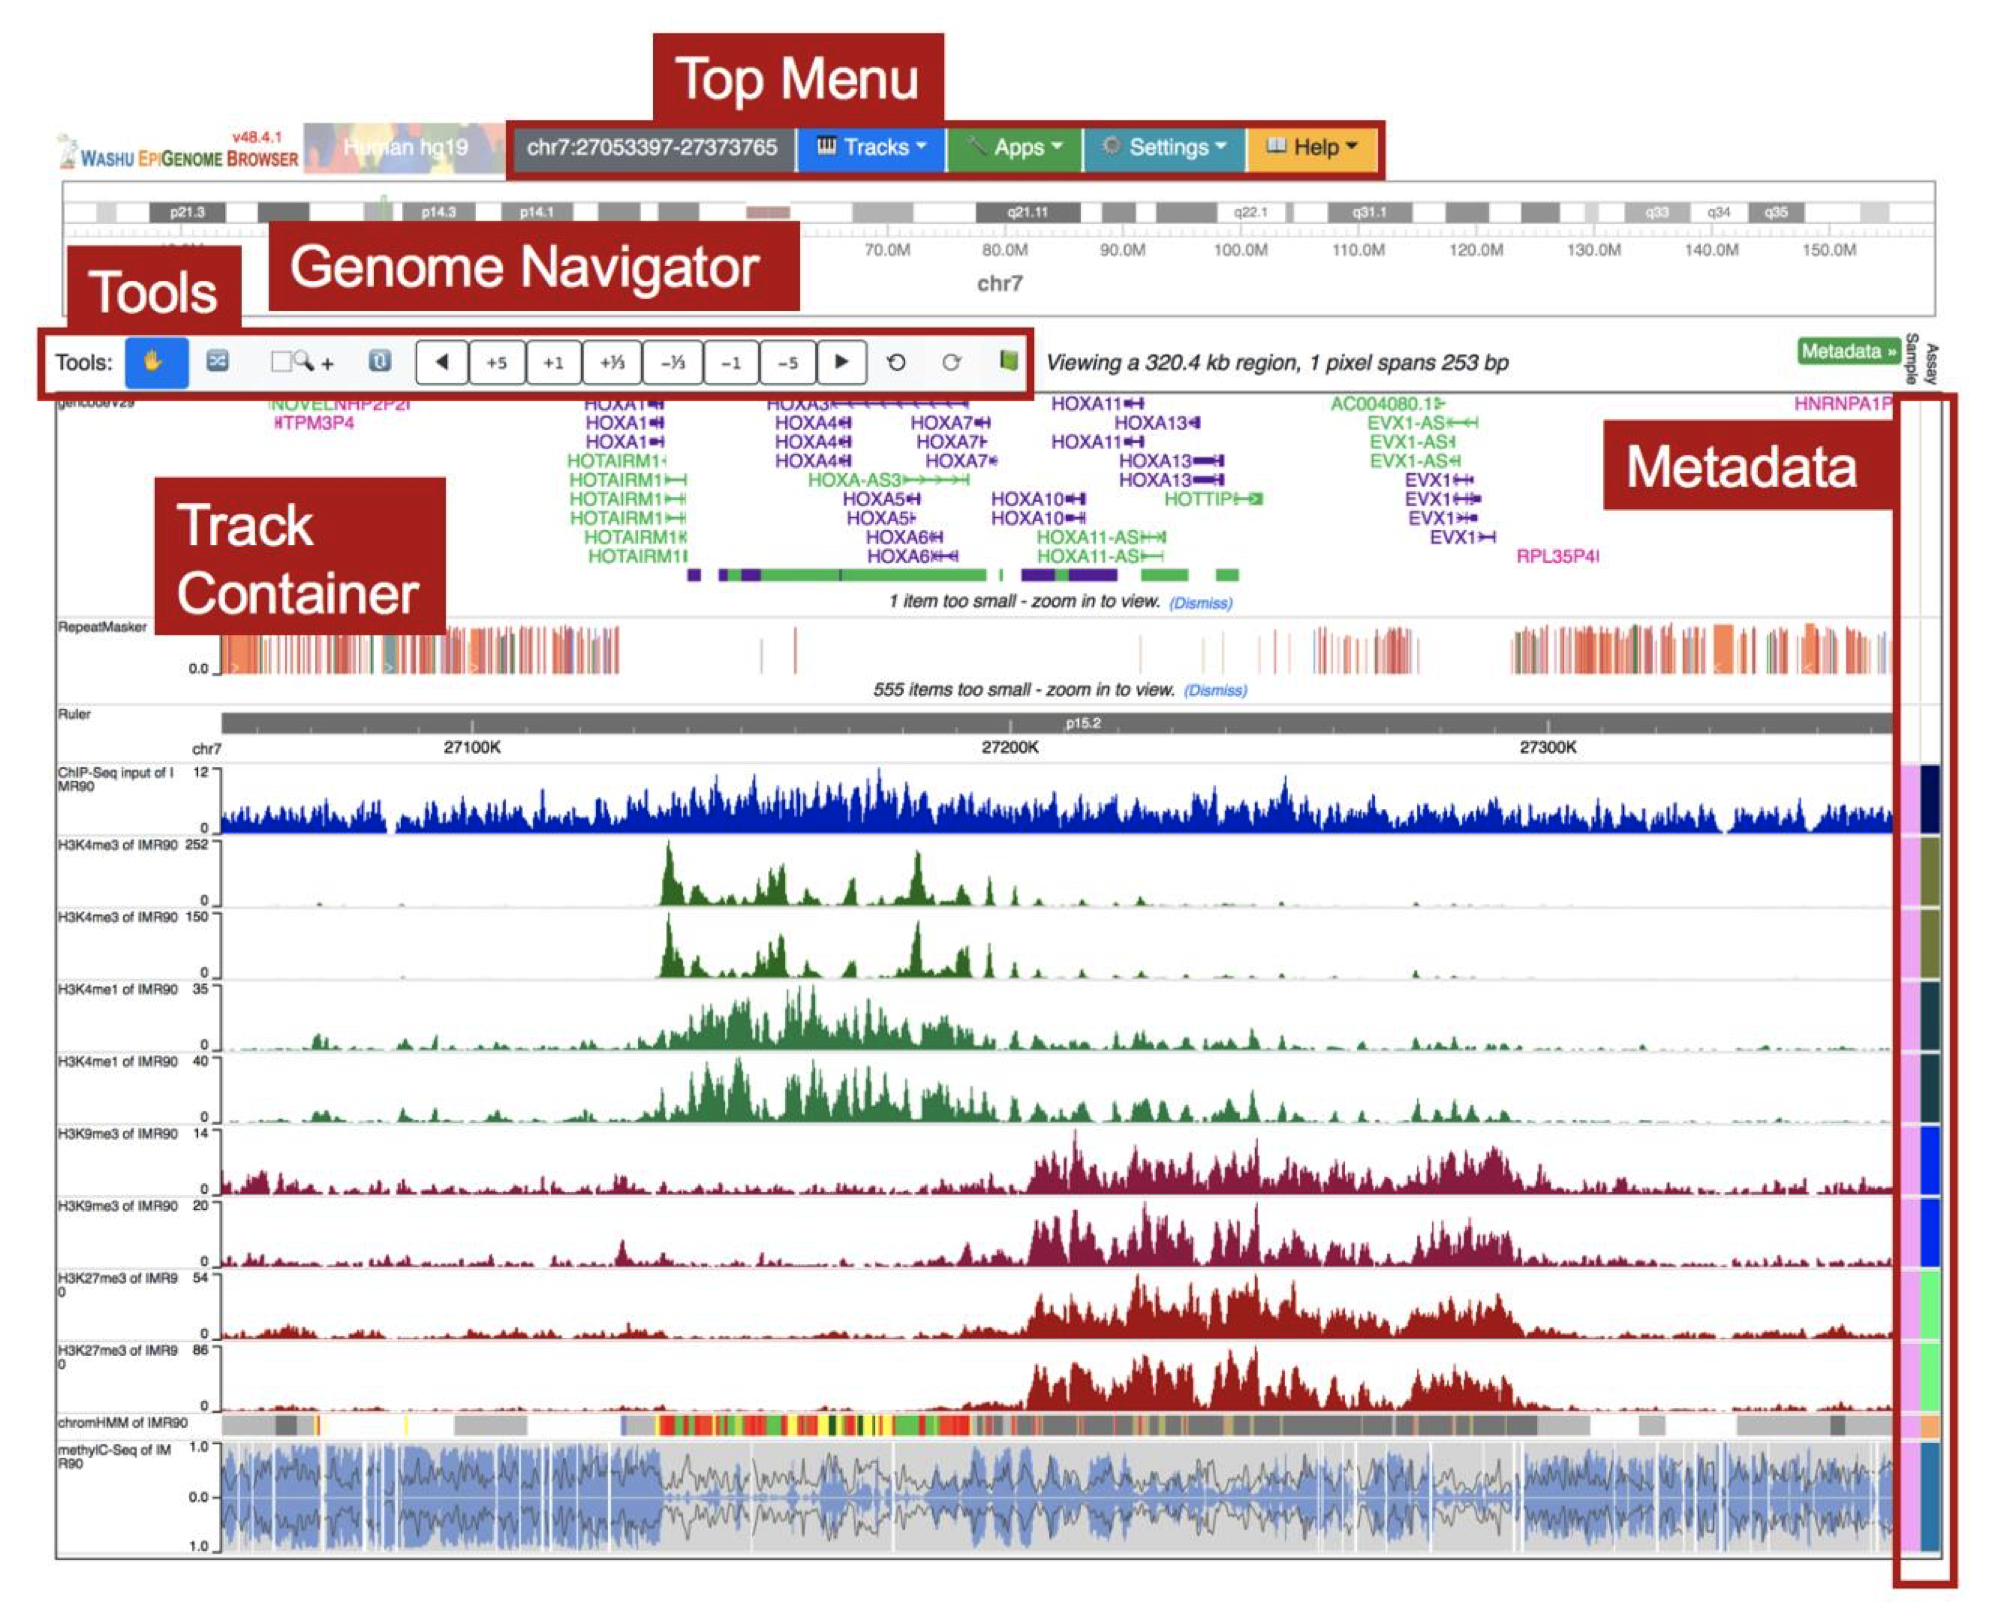 Top Menu
v48.4.1
WASHU EPIGENOME BROWSER
Human hg19
chr7:27053397-27373765
Tracks
Apps
Settings
Help
p21.3 p14.3 p14.1 q21.11 q22.1 q31.1 q33 q34 q35
70.0M 80.0M 90.0M 100.0M 110.0M 120.0M 130.0M 140.0M 150.0M
chr7
Genome Navigator
Tools
Tools: + +5 +1 +⅓ -⅓ -1 -5
Viewing a 320.4 kb region, 1 pixel spans 253 bp
Metadata »
Sample
Assay
gencodeV29
NOVEL NHP2P2 HOXA1 HOXA3 HOXA11 AC004080.1 HNRNPA1P
TPM3P4 HOXA1 HOXA4 HOXA7 HOXA13 EVX1-AS
HOXA1 HOXA4 HOXA7 HOXA11 EVX1-AS
HOTAIRM1 HOXA4 HOXA7 HOXA13 EVX1-AS
HOTAIRM1 HOXA-AS3 HOXA13 EVX1
HOTAIRM1 HOXA5 HOXA10 HOTTIP EVX1
HOTAIRM1 HOXA5 HOXA10 EVX1
HOTAIRM1 HOXA6 HOXA11-AS EVX1
HOTAIRM1 HOXA6 HOXA11-AS RPL35P4
Metadata
Track
Container
1 item too small - zoom in to view. (Dismiss)
RepeatMasker
0.0
555 items too small - zoom in to view. (Dismiss)
Ruler
p15.2
chr7 27100K 27200K 27300K
ChIP-Seq input of I 12
MR90
0
H3K4me3 of IMR90 252
0
H3K4me3 of IMR90 150
0
H3K4me1 of IMR90 35
0
H3K4me1 of IMR90 40
0
H3K9me3 of IMR90 14
0
H3K9me3 of IMR90 20
0
H3K27me3 of IMR9 54
0
0
H3K27me3 of IMR9 86
0
0
chromHMM of IMR90
methylC-Seq of IM 1.0
R90
0.0
1.0